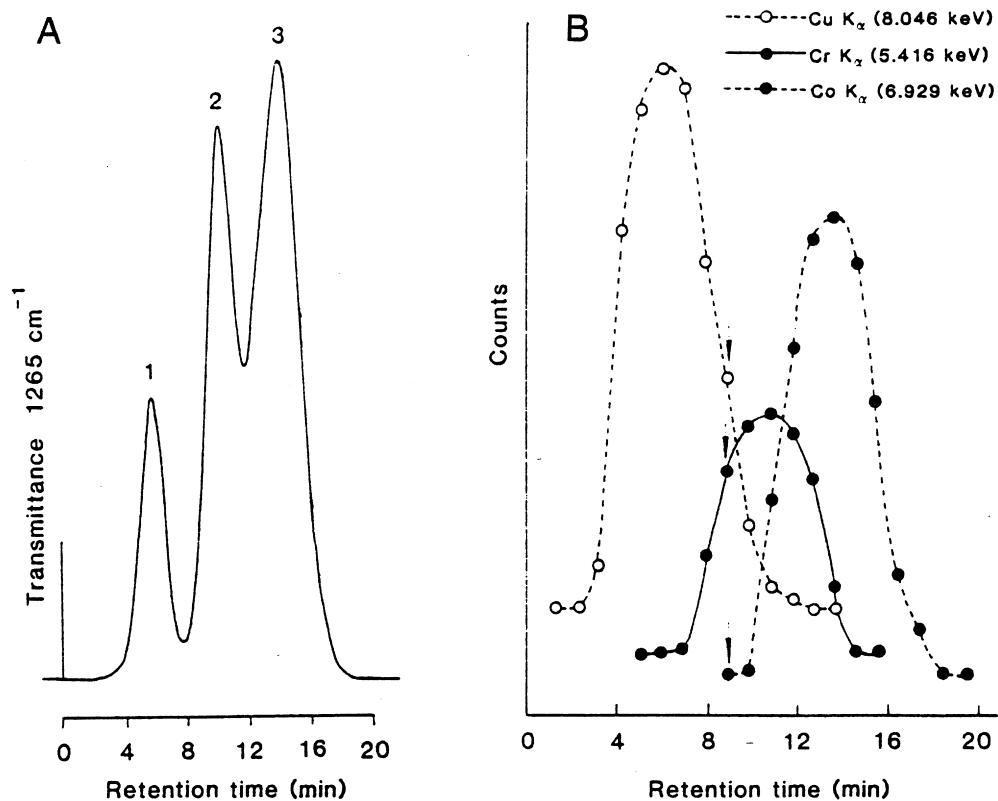 A
1
2
3
Transmittance 1265 cm⁻¹
0 4 8 12 16 20
Retention time (min)
B
Cu Kα (8.046 keV)
Cr Kα (5.416 keV)
Co Kα (6.929 keV)
Counts
0 4 8 12 16 20
Retention time (min)